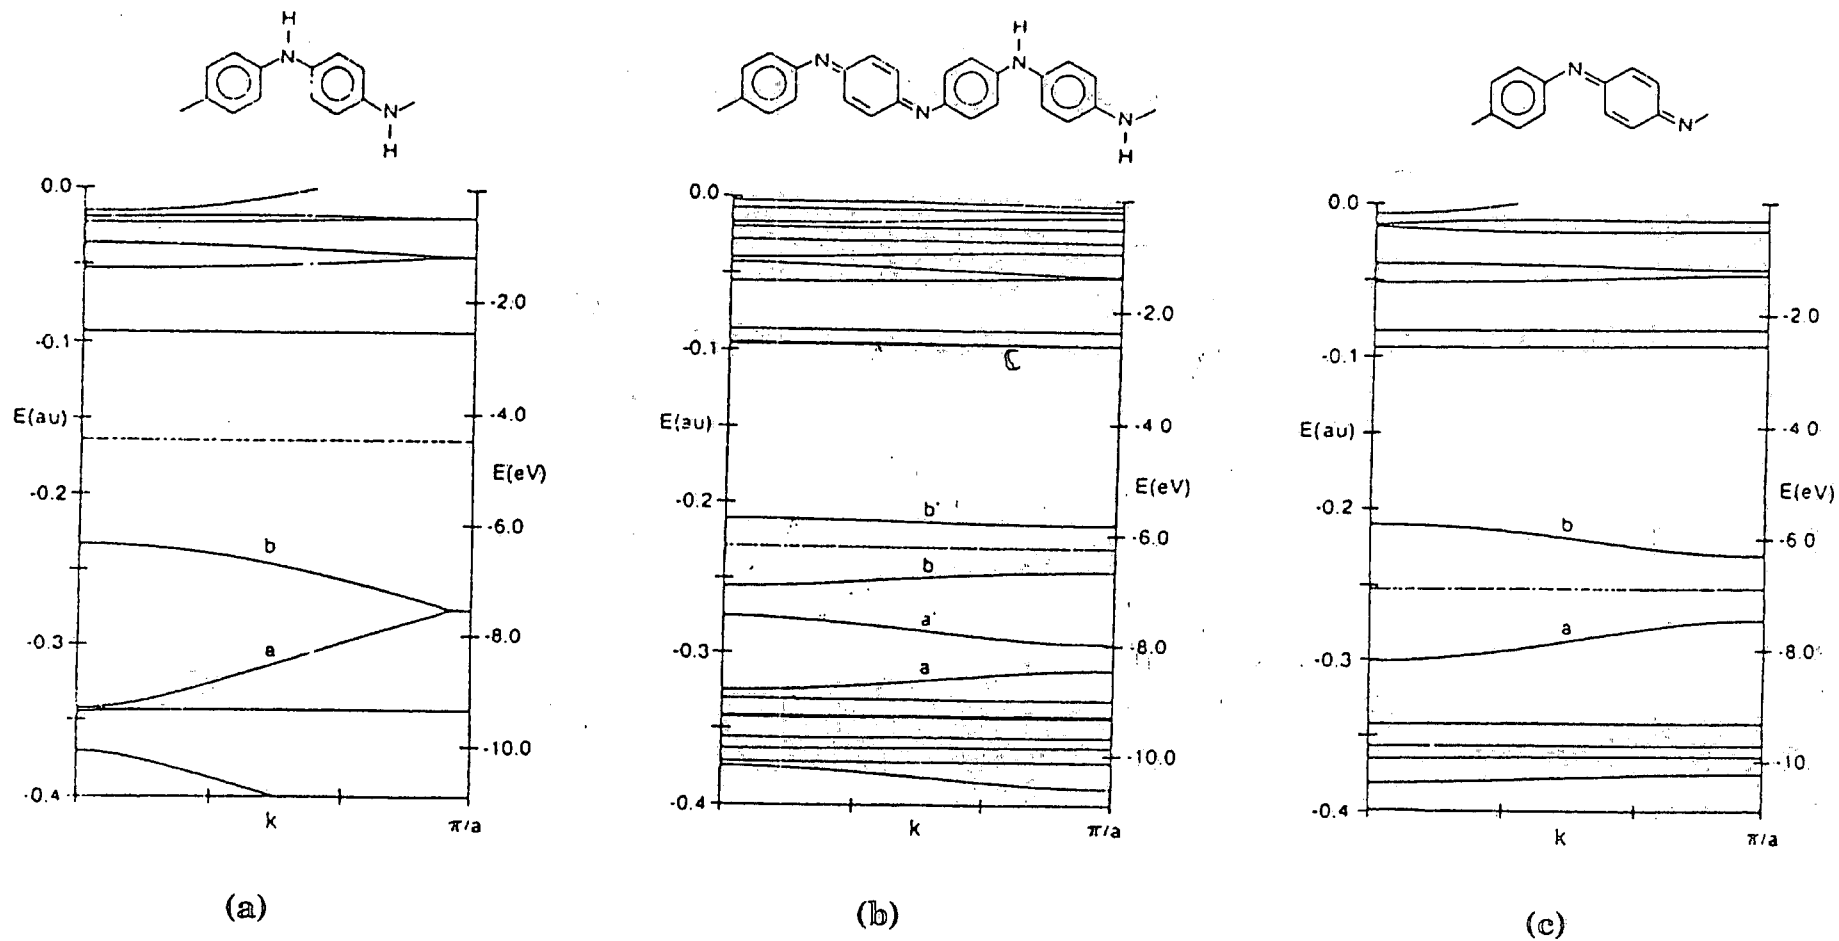 H
N
N
H
H
N
N
N
N
H
N
N
0.0
-0.1
E(au)
-0.2
-0.3
-0.4
-2.0
-4.0
E(eV)
-6.0
-8.0
-10.0
b
a
k
π/a
0.0
-0.1
E(au)
-0.2
-0.3
-0.4
-2.0
-4.0
E(eV)
-6.0
-8.0
-10.0
C
b'
b
a'
a
k
π/a
0.0
-0.1
E(au)
-0.2
-0.3
-0.4
-2.0
-4.0
E(eV)
-6.0
-8.0
-10.
b
a
k
π/a
(a)
(b)
(c)